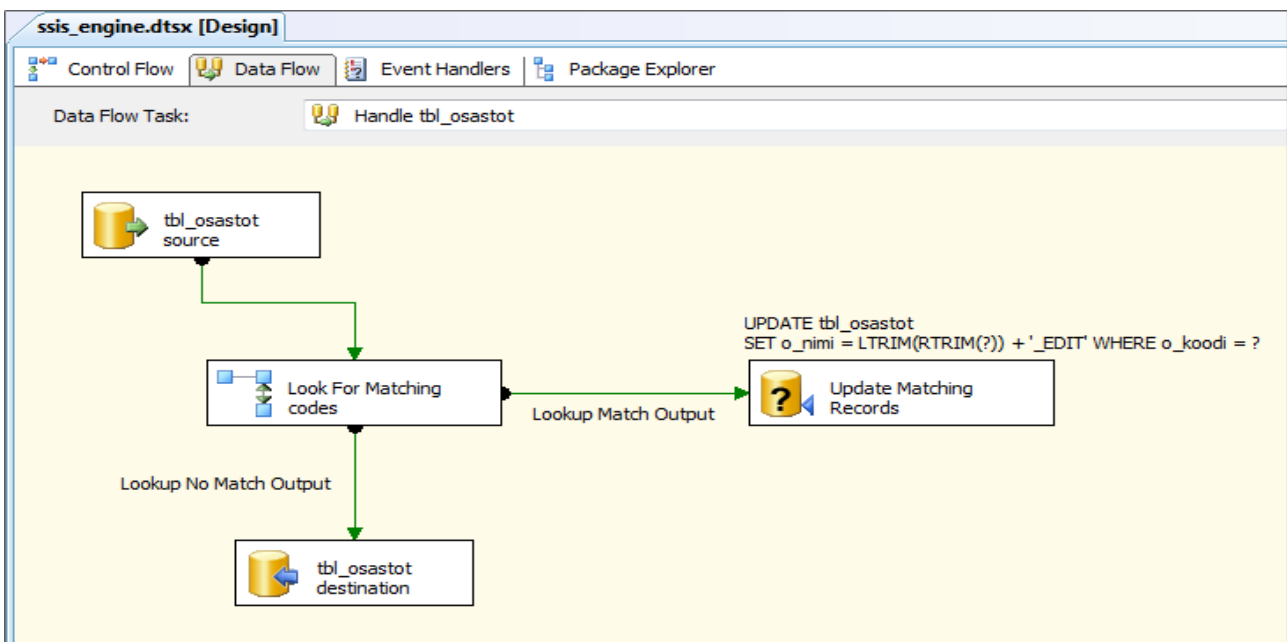 ssis_engine.dtsx [Design]
Control Flow Data Flow Event Handlers Package Explorer
Data Flow Task: Handle tbl_osastot
tbl_osastot
source
UPDATE tbl_osastot
SET o_nimi = LTRIM(RTRIM(?)) + '_EDIT' WHERE o_koodi = ?
Look For Matching
codes
Lookup Match Output
Update Matching
Records
Lookup No Match Output
tbl_osastot
destination